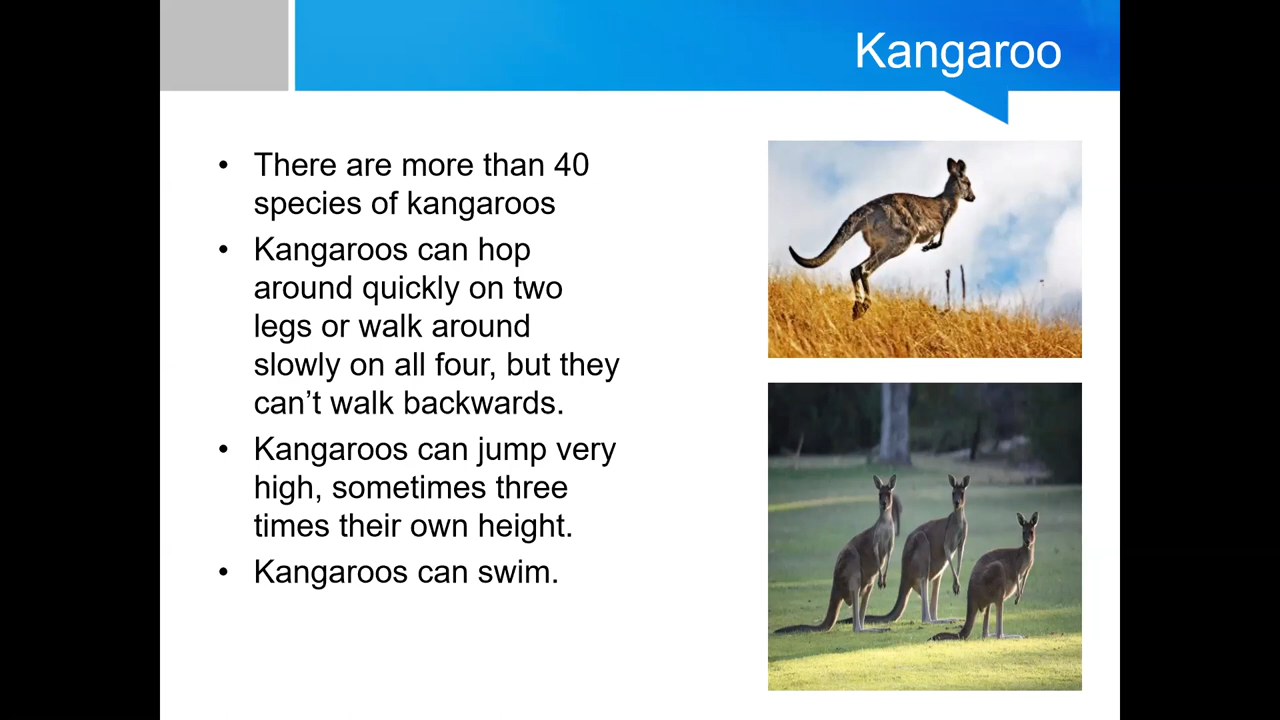 Kangaroo
• There are more than 40
species of kangaroos
• Kangaroos can hop
around quickly on two
legs or walk around
slowly on all four, but they
can’t walk backwards.
• Kangaroos can jump very
high, sometimes three
times their own height.
• Kangaroos can swim.